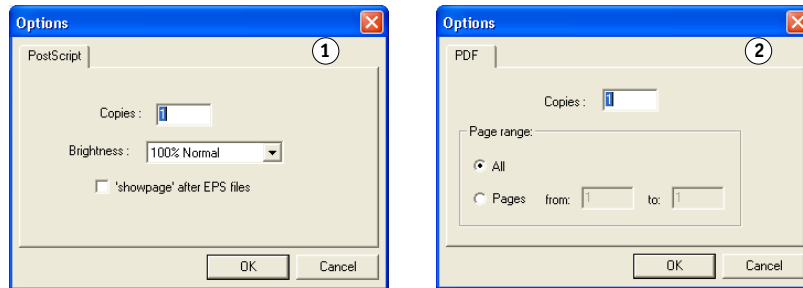 Options
PostScript
1
Copies : 1
Brightness : 100% Normal
'showpage' after EPS files
OK Cancel
Options
PDF
2
Copies : 1
Page range:
All
Pages from: 1 to: 1
OK Cancel